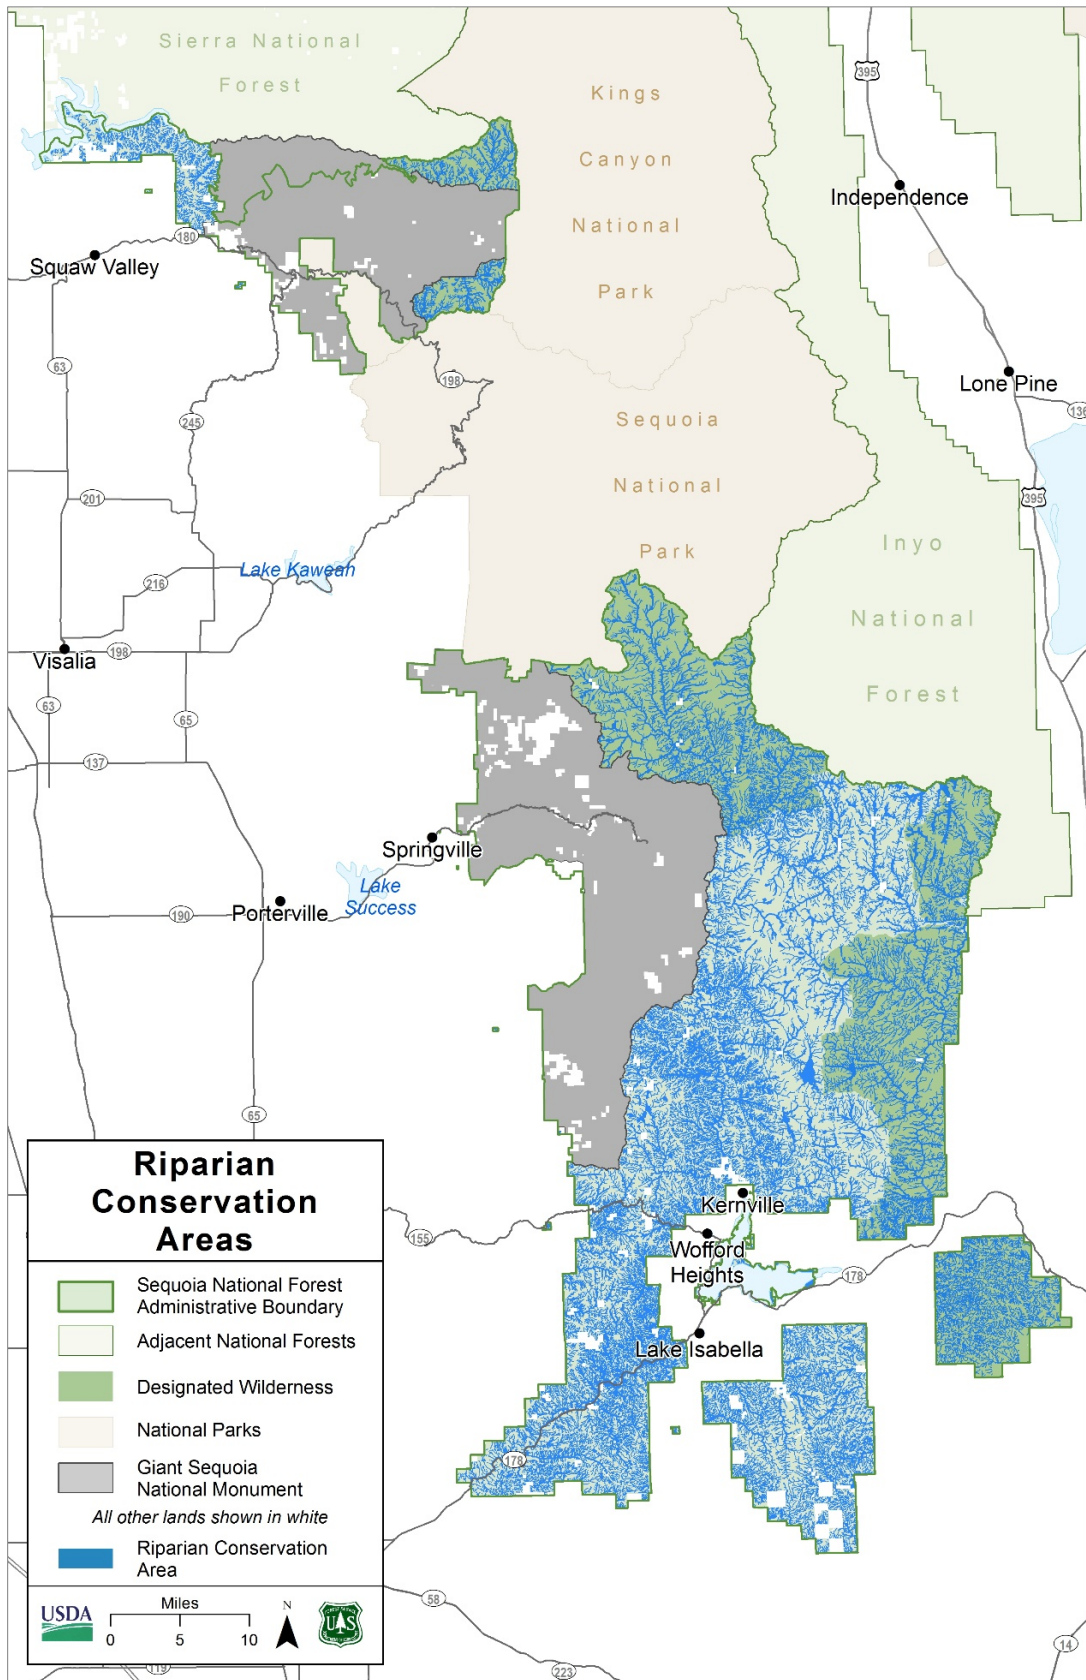 Sierra National
Forest
Kings
Canyon
National
Park
395
Independence
180
Squaw Valley
63
198
Lone Pine
136
245
Sequoia
National
Park
201
395
Inyo
National
Forest
Lake Kaweah
216
Visalia
198
63
65
137
Springville
Lake
Success
Porterville
190
65
Kernville
155
Wofford
Heights
178
Lake Isabella
178
58
14
223
119
Riparian
Conservation
Areas
Sequoia National Forest
Administrative Boundary
Adjacent National Forests
Designated Wilderness
National Parks
Giant Sequoia
National Monument
All other lands shown in white
Riparian Conservation
Area
USDA
Miles
0 5 10
N
U S